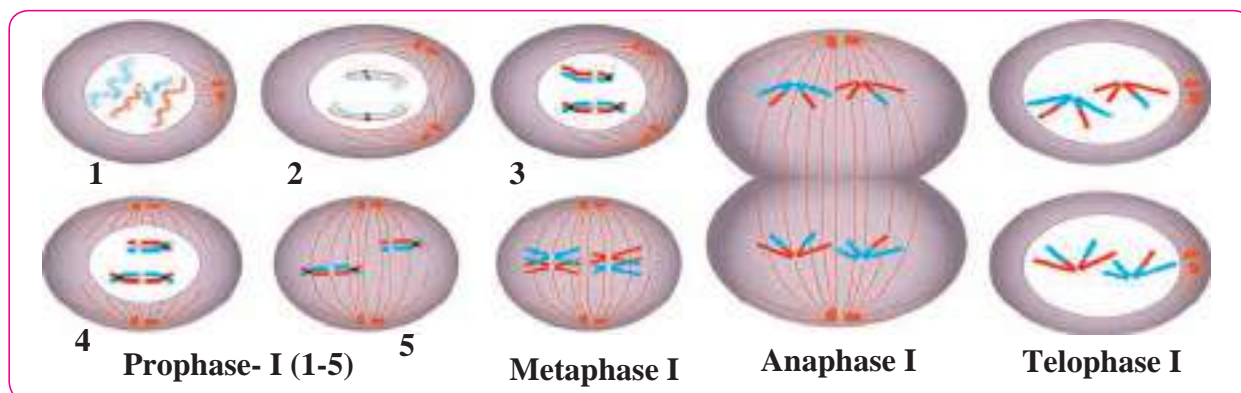 1
2
3
4
5
Prophase- I (1-5)
Metaphase I
Anaphase I
Telophase I